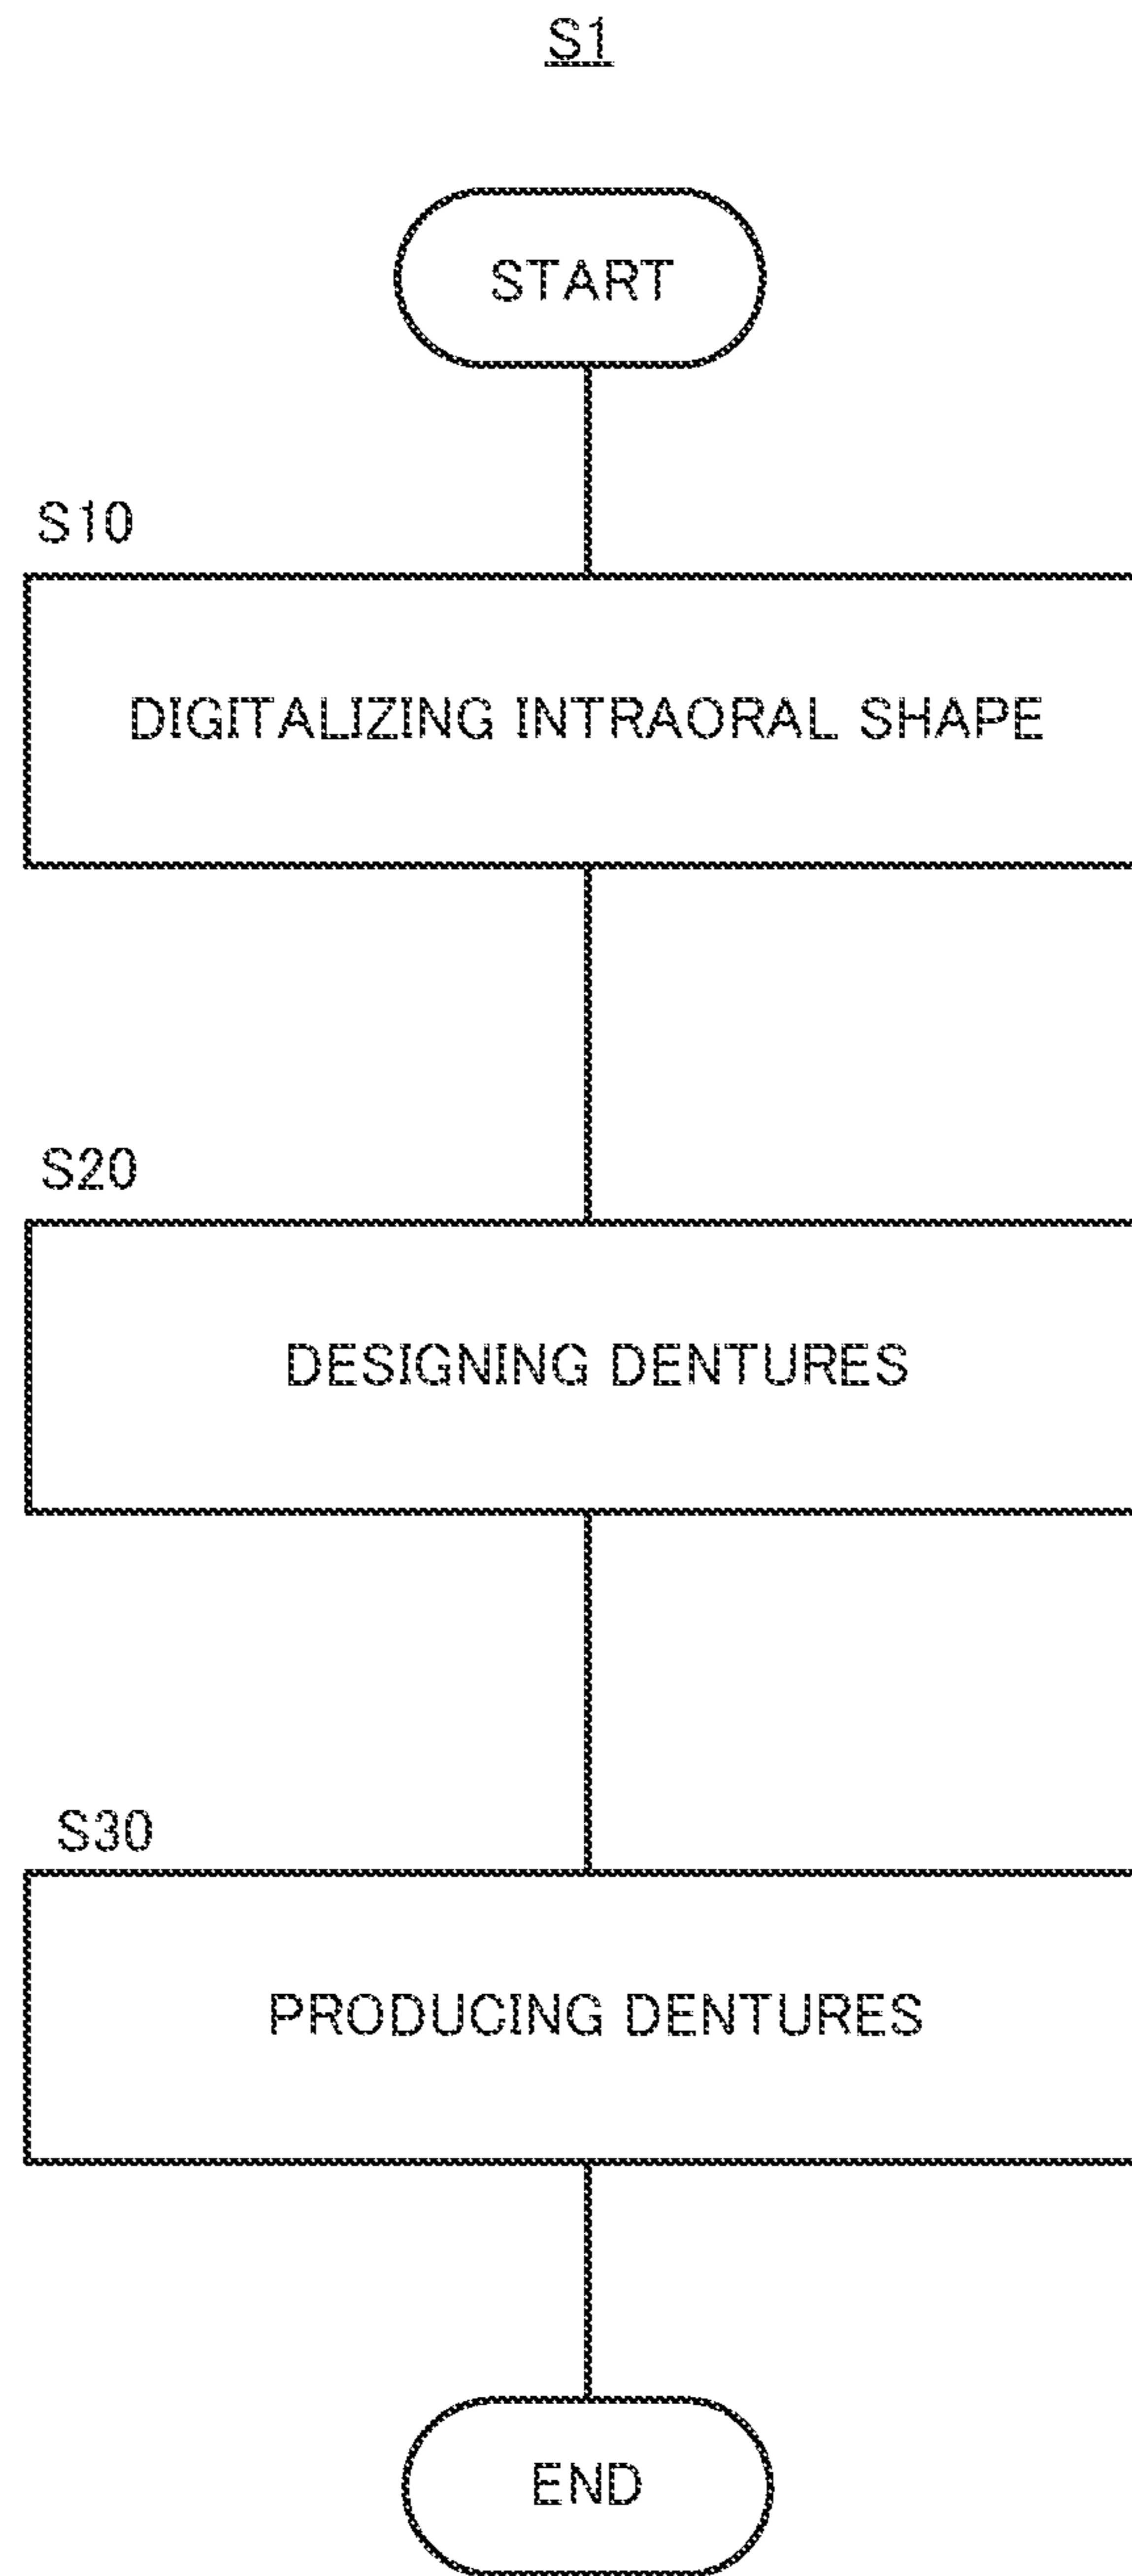 S1
START
S10
DIGITALIZING INTRAORAL SHAPE
S20
DESIGNING DENTURES
S30
PRODUCING DENTURES
END